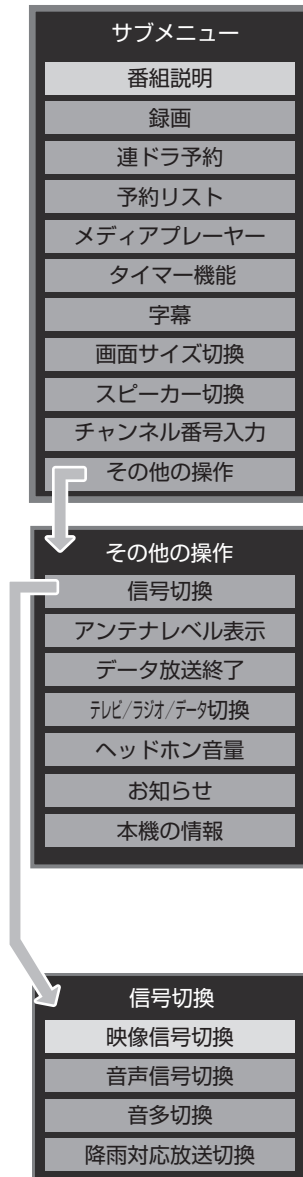 サブメニュー
番組説明
録画
連ドラ予約
予約リスト
メディアプレーヤー
タイマー機能
字幕
画面サイズ切換
スピーカー切換
チャンネル番号入力
その他の操作
その他の操作
信号切換
アンテナレベル表示
データ放送終了
テレビ/ラジオ/データ切換
ヘッドホン音量
お知らせ
本機の情報
信号切換
映像信号切換
音声信号切換
音多切換
降雨対応放送切換